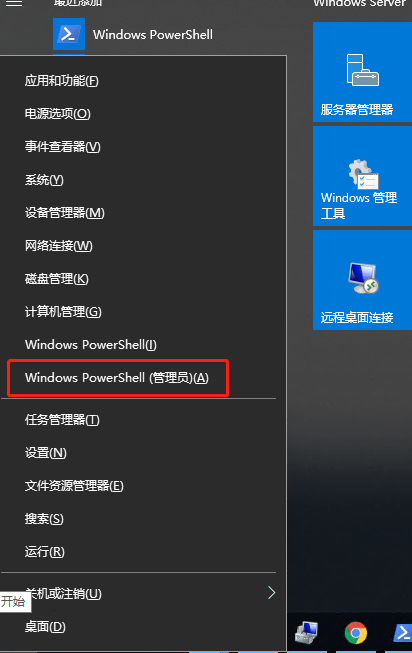 最近添加
Windows Server
Windows PowerShell
应用和功能(F)
电源选项(O)
事件查看器(V)
系统(Y)
设备管理器(M)
网络连接(W)
磁盘管理(K)
计算机管理(G)
Windows PowerShell(I)
Windows PowerShell (管理员)(A)
任务管理器(T)
设置(N)
文件资源管理器(E)
搜索(S)
运行(R)
关机或注销(U)
开始
桌面(D)
服务器管理器
Windows 管理
工具
远程桌面连接